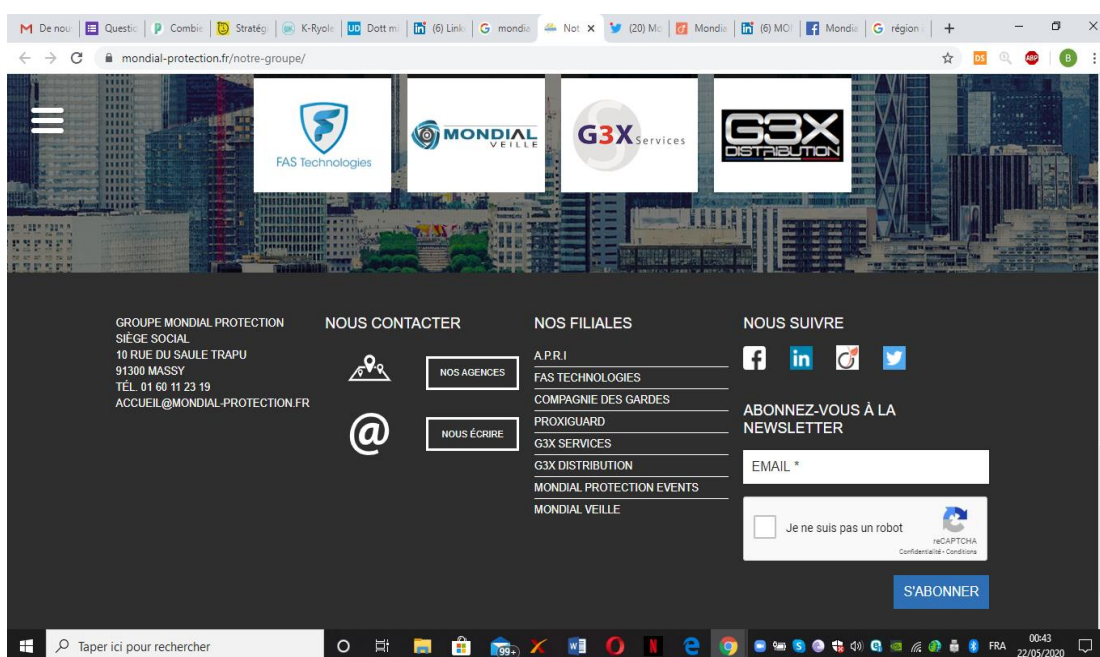 De nou
Questic
Combie
Stratég
K-Ryole
UD
Dott m
(6) Link
mondia
Not
(20) Mo
Mondia
(6) MO
Mondia
région
mondial-protection.fr/notre-groupe/
DS
ABP
B
FAS Technologies
MONDIAL
VEILLE
G3X Services
G3X
DISTRIBUTION
GROUPE MONDIAL PROTECTION
SIÈGE SOCIAL
10 RUE DU SAULE TRAPU
91300 MASSY
TÉL. 01 60 11 23 19
ACCUEIL@MONDIAL-PROTECTION.FR
NOUS CONTACTER
NOS AGENCES
@
NOUS ÉCRIRE
NOS FILIALES
A.P.R.I
FAS TECHNOLOGIES
COMPAGNIE DES GARDES
PROXIGUARD
G3X SERVICES
G3X DISTRIBUTION
MONDIAL PROTECTION EVENTS
MONDIAL VEILLE
NOUS SUIVRE
ABONNEZ-VOUS À LA
NEWSLETTER
EMAIL *
Je ne suis pas un robot
reCAPTCHA
Confidentialité - Conditions
S'ABONNER
Taper ici pour rechercher
99+
FRA
00:43
22/05/2020